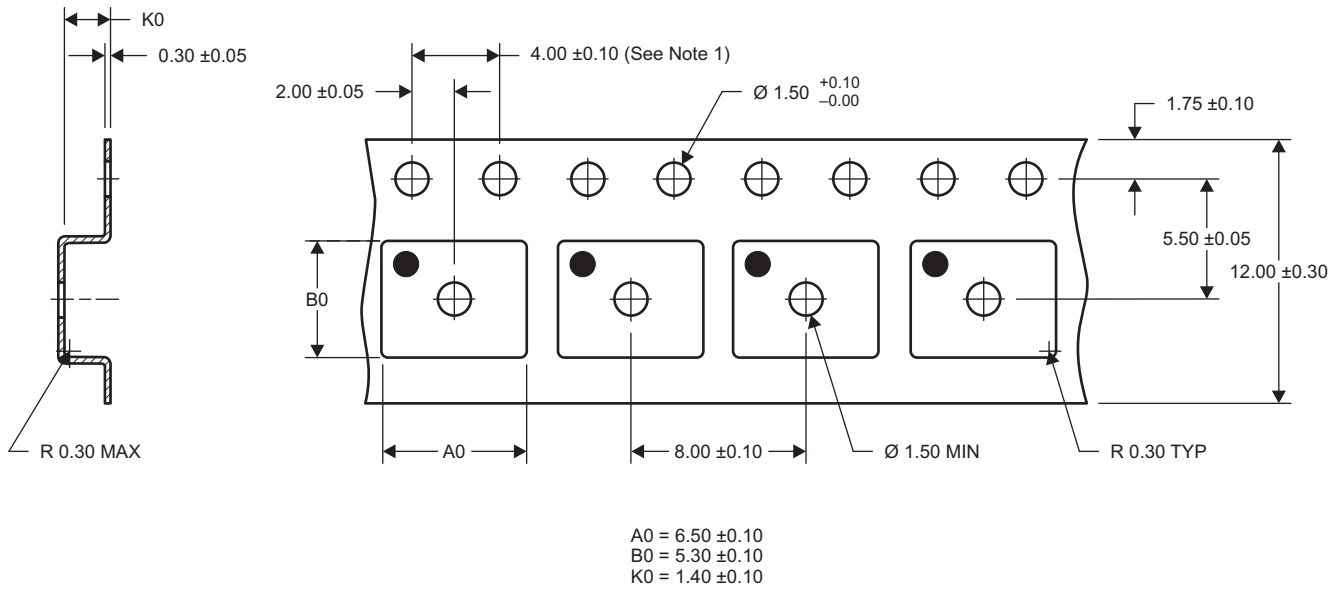 K0
0.30 ±0.05
4.00 ±0.10 (See Note 1)
2.00 ±0.05
Ø 1.50 +0.10
–0.00
1.75 ±0.10
5.50 ±0.05
12.00 ±0.30
B0
R 0.30 MAX
A0
8.00 ±0.10
Ø 1.50 MIN
R 0.30 TYP
A0 = 6.50 ±0.10
B0 = 5.30 ±0.10
K0 = 1.40 ±0.10